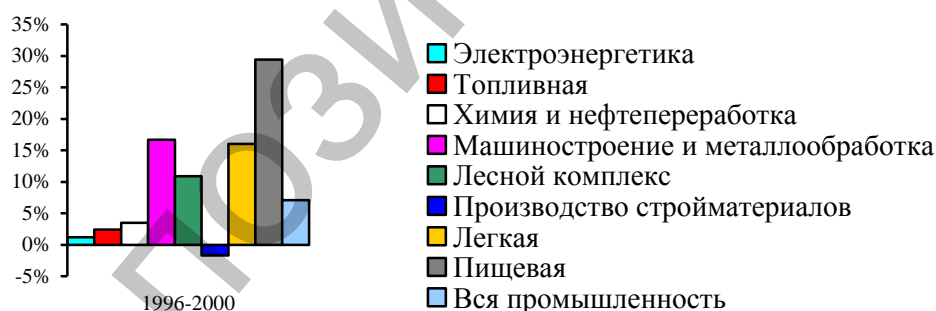 35%
30%
25%
20%
15%
10%
5%
0%
-5%
1996-2000
Электроэнергетика
Топливная
Химия и нефтепереработка
Машиностроение и металлообработка
Лесной комплекс
Производство стройматериалов
Легкая
Пищевая
Вся промышленность